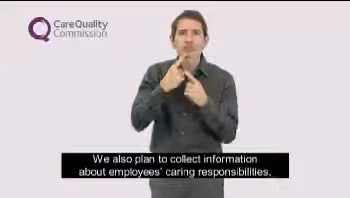 CareQuality
Commission
We also plan to collect information
about employees' caring responsibilities.